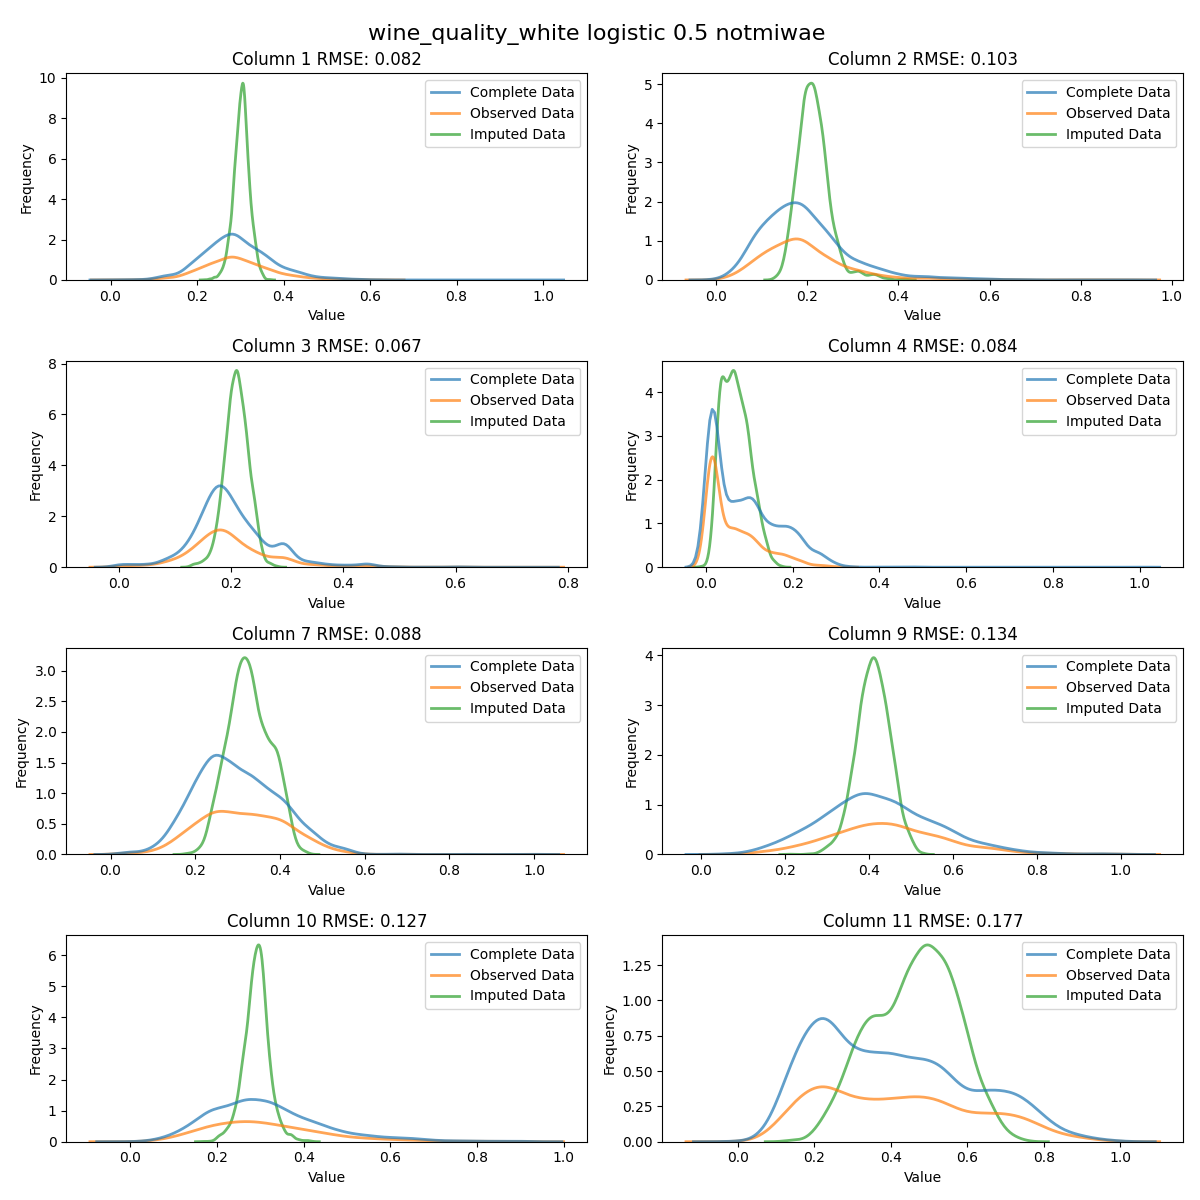 wine_quality_white logistic 0.5 notmiwae
Column 1 RMSE: 0.082
Complete Data
Observed Data
Imputed Data
Frequency
10
8
6
4
2
0
0.0 0.2 0.4 0.6 0.8 1.0
Value
Column 2 RMSE: 0.103
Complete Data
Observed Data
Imputed Data
Frequency
5
4
3
2
1
0
0.0 0.2 0.4 0.6 0.8 1.0
Value
Column 3 RMSE: 0.067
Complete Data
Observed Data
Imputed Data
Frequency
8
6
4
2
0
0.0 0.2 0.4 0.6 0.8
Value
Column 4 RMSE: 0.084
Complete Data
Observed Data
Imputed Data
Frequency
4
3
2
1
0
0.0 0.2 0.4 0.6 0.8 1.0
Value
Column 7 RMSE: 0.088
Complete Data
Observed Data
Imputed Data
Frequency
3.0
2.5
2.0
1.5
1.0
0.5
0.0
0.0 0.2 0.4 0.6 0.8 1.0
Value
Column 9 RMSE: 0.134
Complete Data
Observed Data
Imputed Data
Frequency
4
3
2
1
0
0.0 0.2 0.4 0.6 0.8 1.0
Value
Column 10 RMSE: 0.127
Complete Data
Observed Data
Imputed Data
Frequency
6
5
4
3
2
1
0
0.0 0.2 0.4 0.6 0.8 1.0
Value
Column 11 RMSE: 0.177
Complete Data
Observed Data
Imputed Data
Frequency
1.25
1.00
0.75
0.50
0.25
0.00
0.0 0.2 0.4 0.6 0.8 1.0
Value